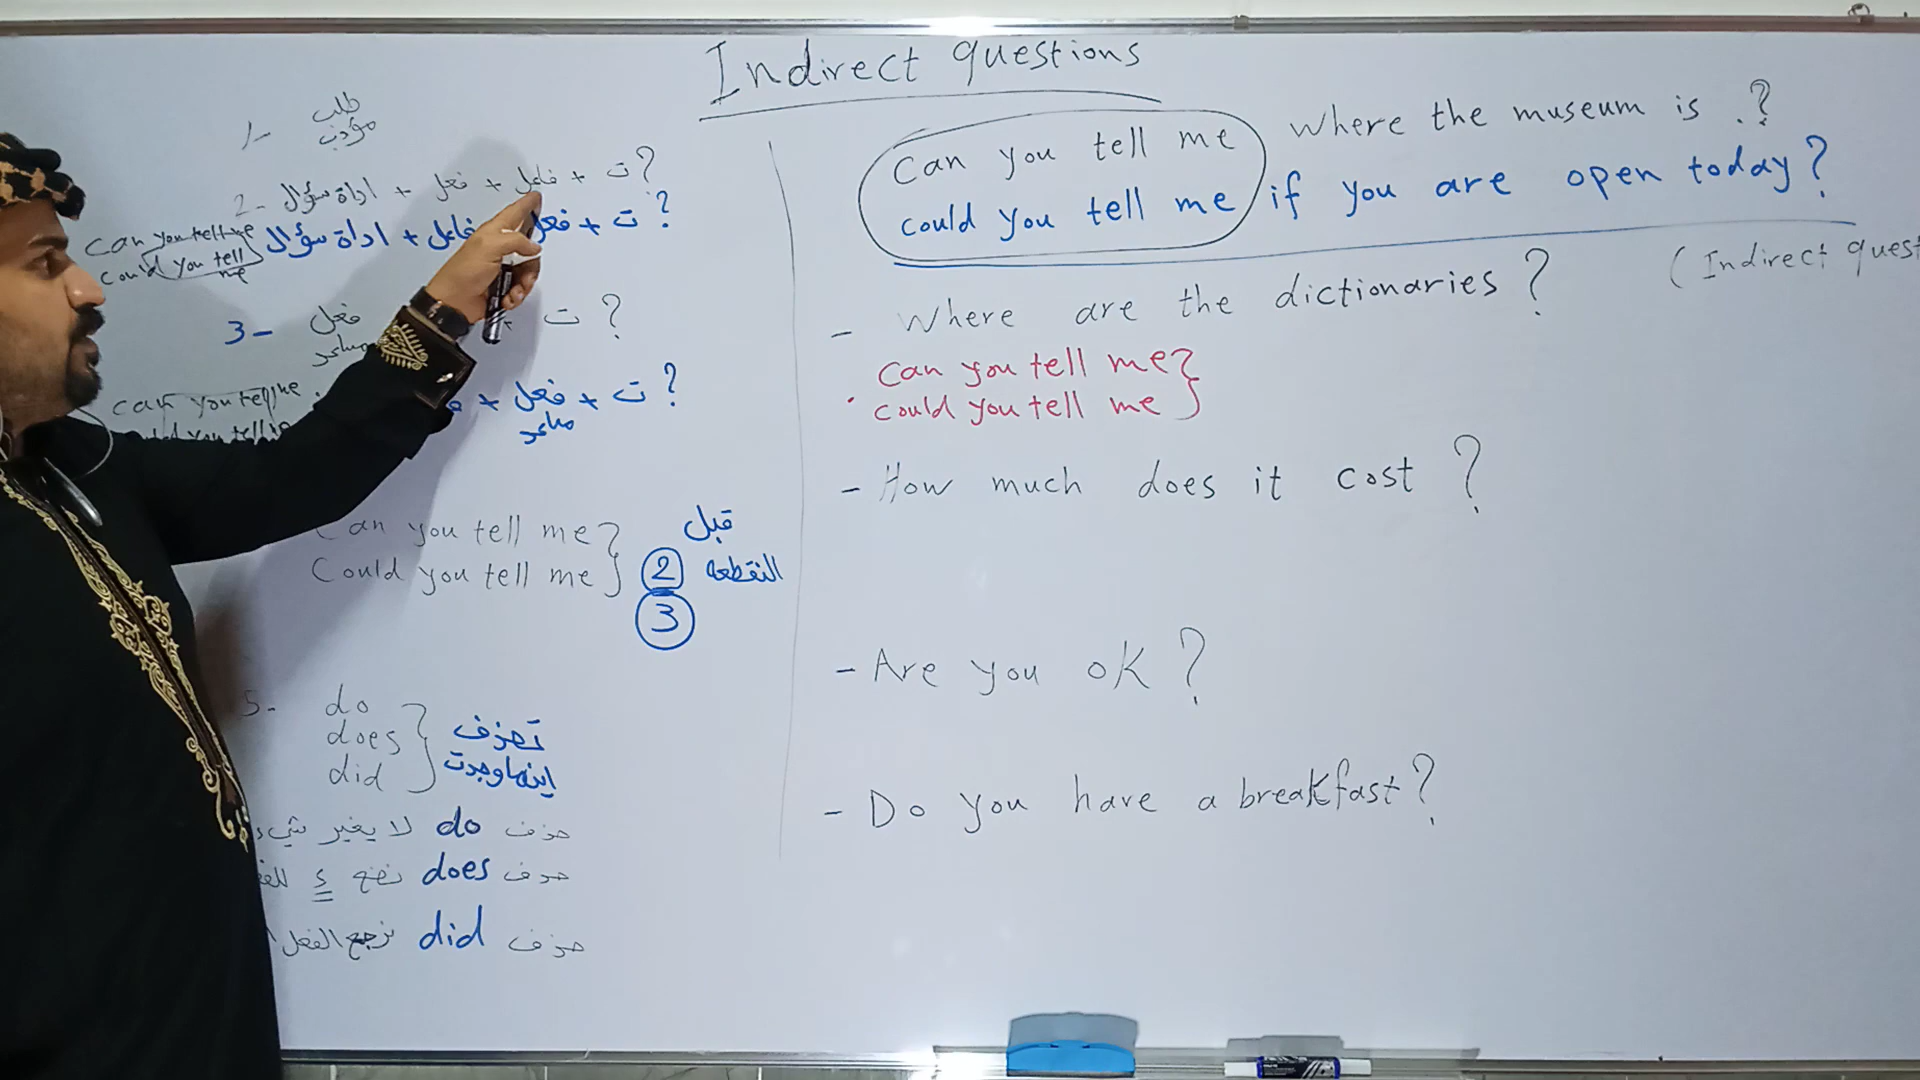 Indirect questions
1- طلب
مؤدب
2- اداة سؤال + فعل + فاعل + ت ?
can you tell me
could you tell me
اداة سؤال + فاعل + فعل + ت ?
3- فعل
مساعد
+ ت ?
can you tell me
+ فعل + ت ?
مساعد
can you tell me
could you tell me
2
3
قبل
النقطه
5- do
does
did
تحذف
اينما وجدت
حذف do لا يغير شيء
حذف does نضع s
حذف did نرجع الفعل
can you tell me where the museum is .?
could you tell me if you are open today?
(Indirect quest
- Where are the dictionaries ?
can you tell me
could you tell me
- How much does it cost ?
- Are you ok ?
- Do you have a breakfast?